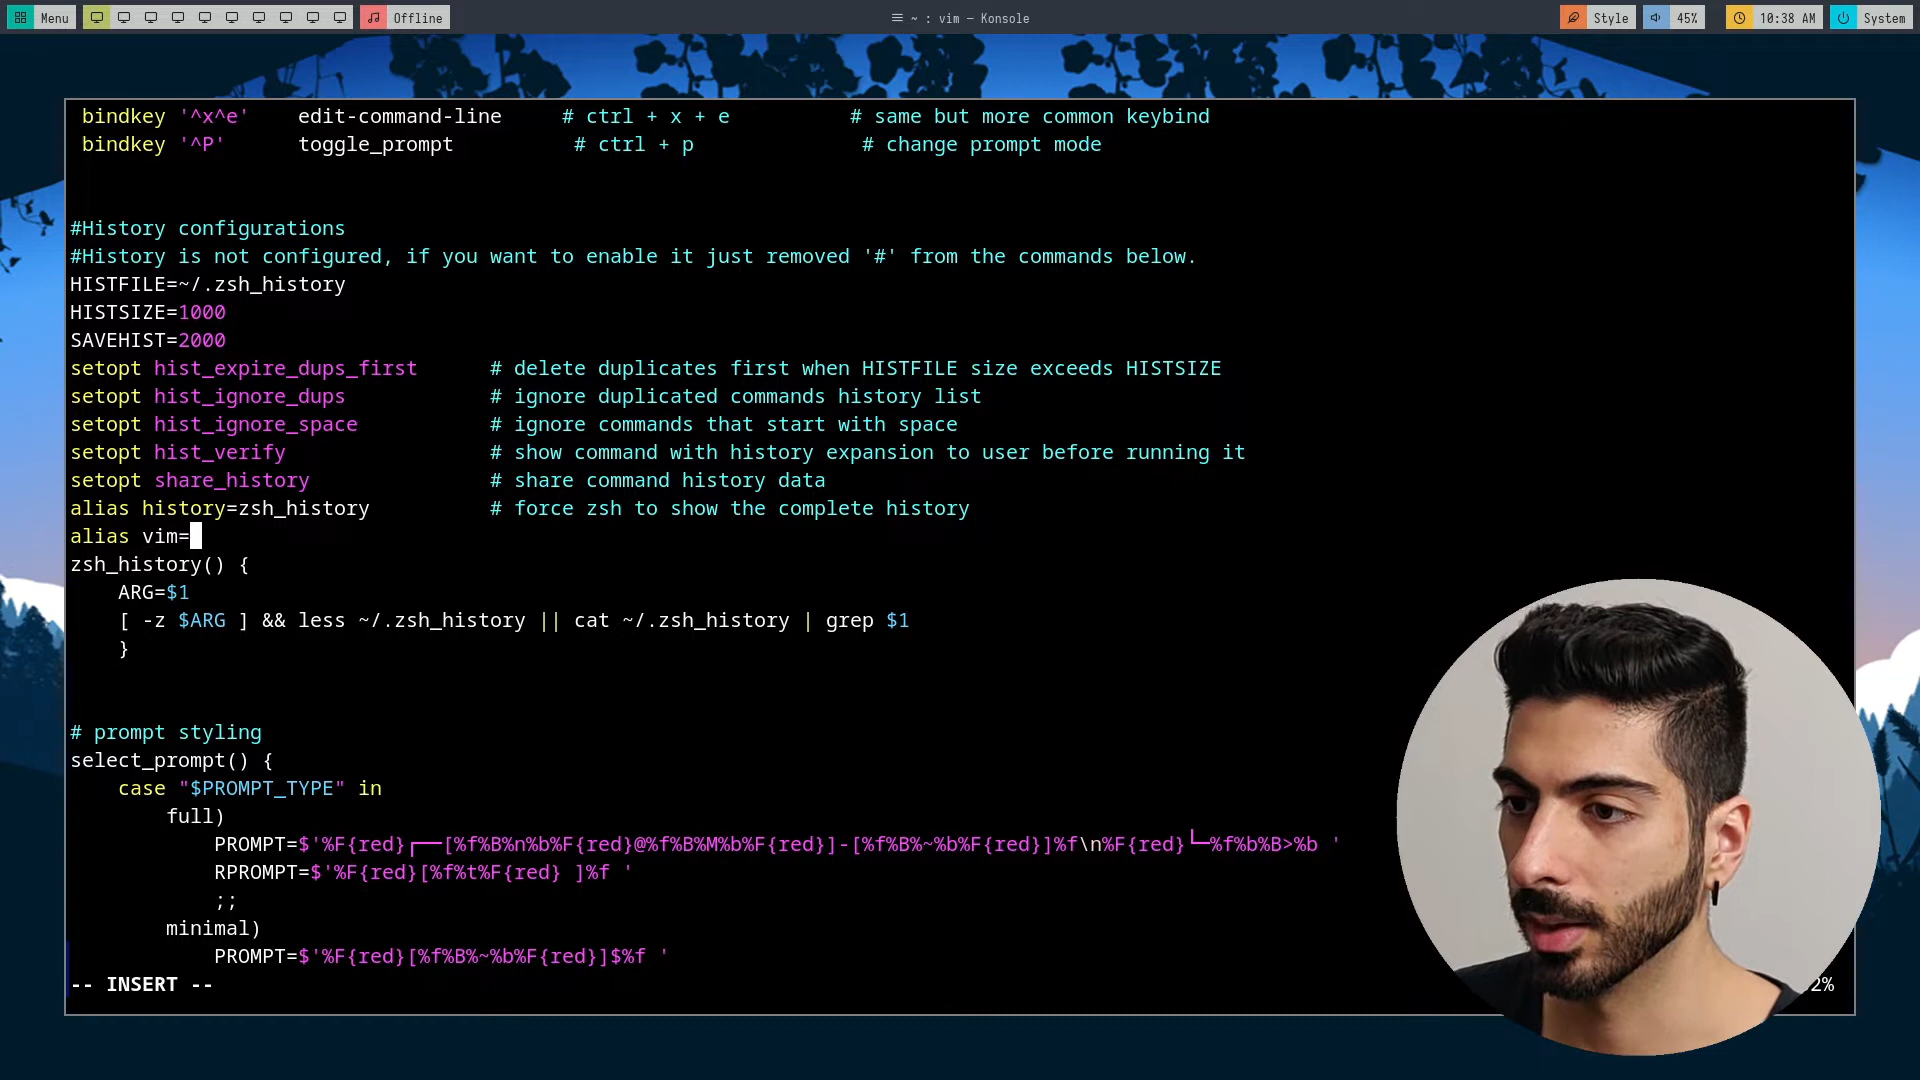 Menu
Offline
~ : vim — Konsole
Style
45%
10:38 AM
System
bindkey '^x^e'    edit-command-line     # ctrl + x + e          # same but more common keybind
bindkey '^P'      toggle_prompt          # ctrl + p              # change prompt mode
#History configurations
#History is not configured, if you want to enable it just removed '#' from the commands below.
HISTFILE=~/.zsh_history
HISTSIZE=1000
SAVEHIST=2000
setopt hist_expire_dups_first      # delete duplicates first when HISTFILE size exceeds HISTSIZE
setopt hist_ignore_dups            # ignore duplicated commands history list
setopt hist_ignore_space           # ignore commands that start with space
setopt hist_verify                 # show command with history expansion to user before running it
setopt share_history               # share command history data
alias history=zsh_history          # force zsh to show the complete history
alias vim=
zsh_history() {
    ARG=$1
    [ -z $ARG ] && less ~/.zsh_history || cat ~/.zsh_history | grep $1
    }
# prompt styling
select_prompt() {
    case "$PROMPT_TYPE" in
        full)
            PROMPT=$'%F{red}┌──[%f%B%n%b%F{red}@%f%B%M%b%F{red}]-[%f%B%~%b%F{red}]%f\n%F{red}└─%f%b%B>%b '
            RPROMPT=$'%F{red}[%f%t%F{red} ]%f '
            ;;
        minimal)
            PROMPT=$'%F{red}[%f%B%~%b%F{red}]$%f '
-- INSERT --
2%